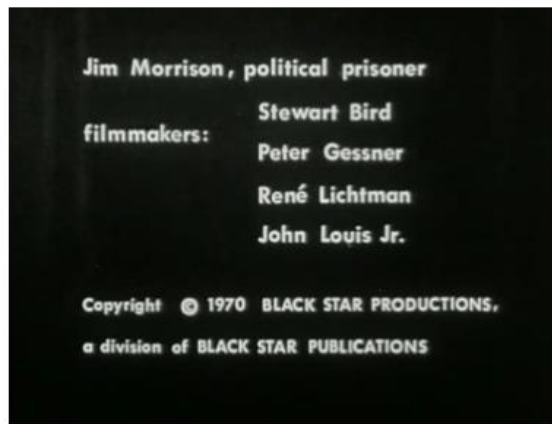 Jim Morrison, political prisoner
Stewart Bird
filmmakers:
Peter Gessner
René Lichtman
John Louis Jr.
Copyright © 1970 BLACK STAR PRODUCTIONS,
a division of BLACK STAR PUBLICATIONS